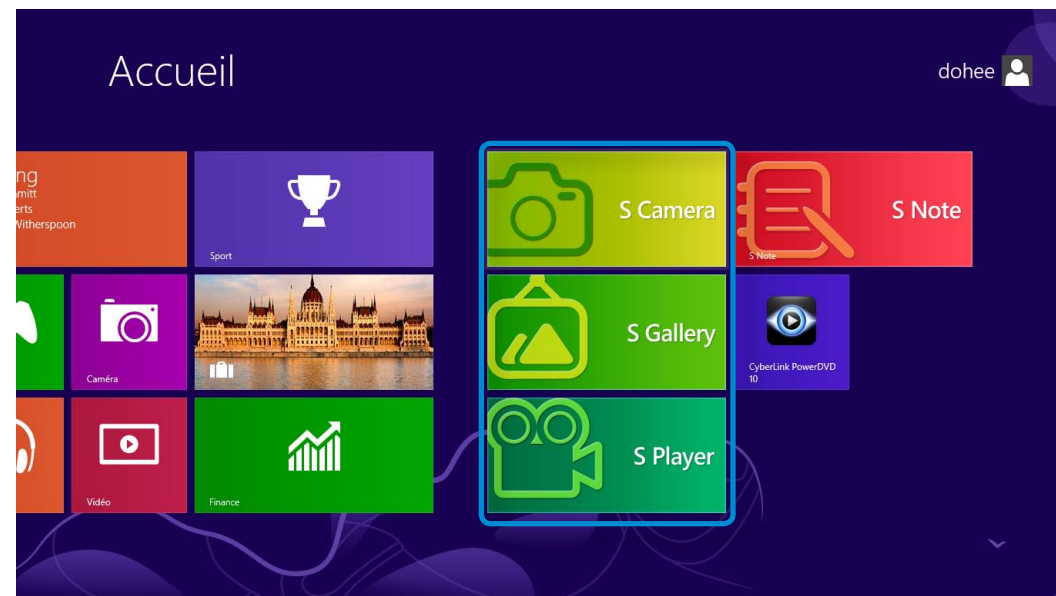 Accueil
dohee
ng
mitt
erts
Witherspoon
Sport
S Camera
S Note
S Note
Caméra
S Gallery
CyberLink PowerDVD
10
Vidéo
Finance
S Player